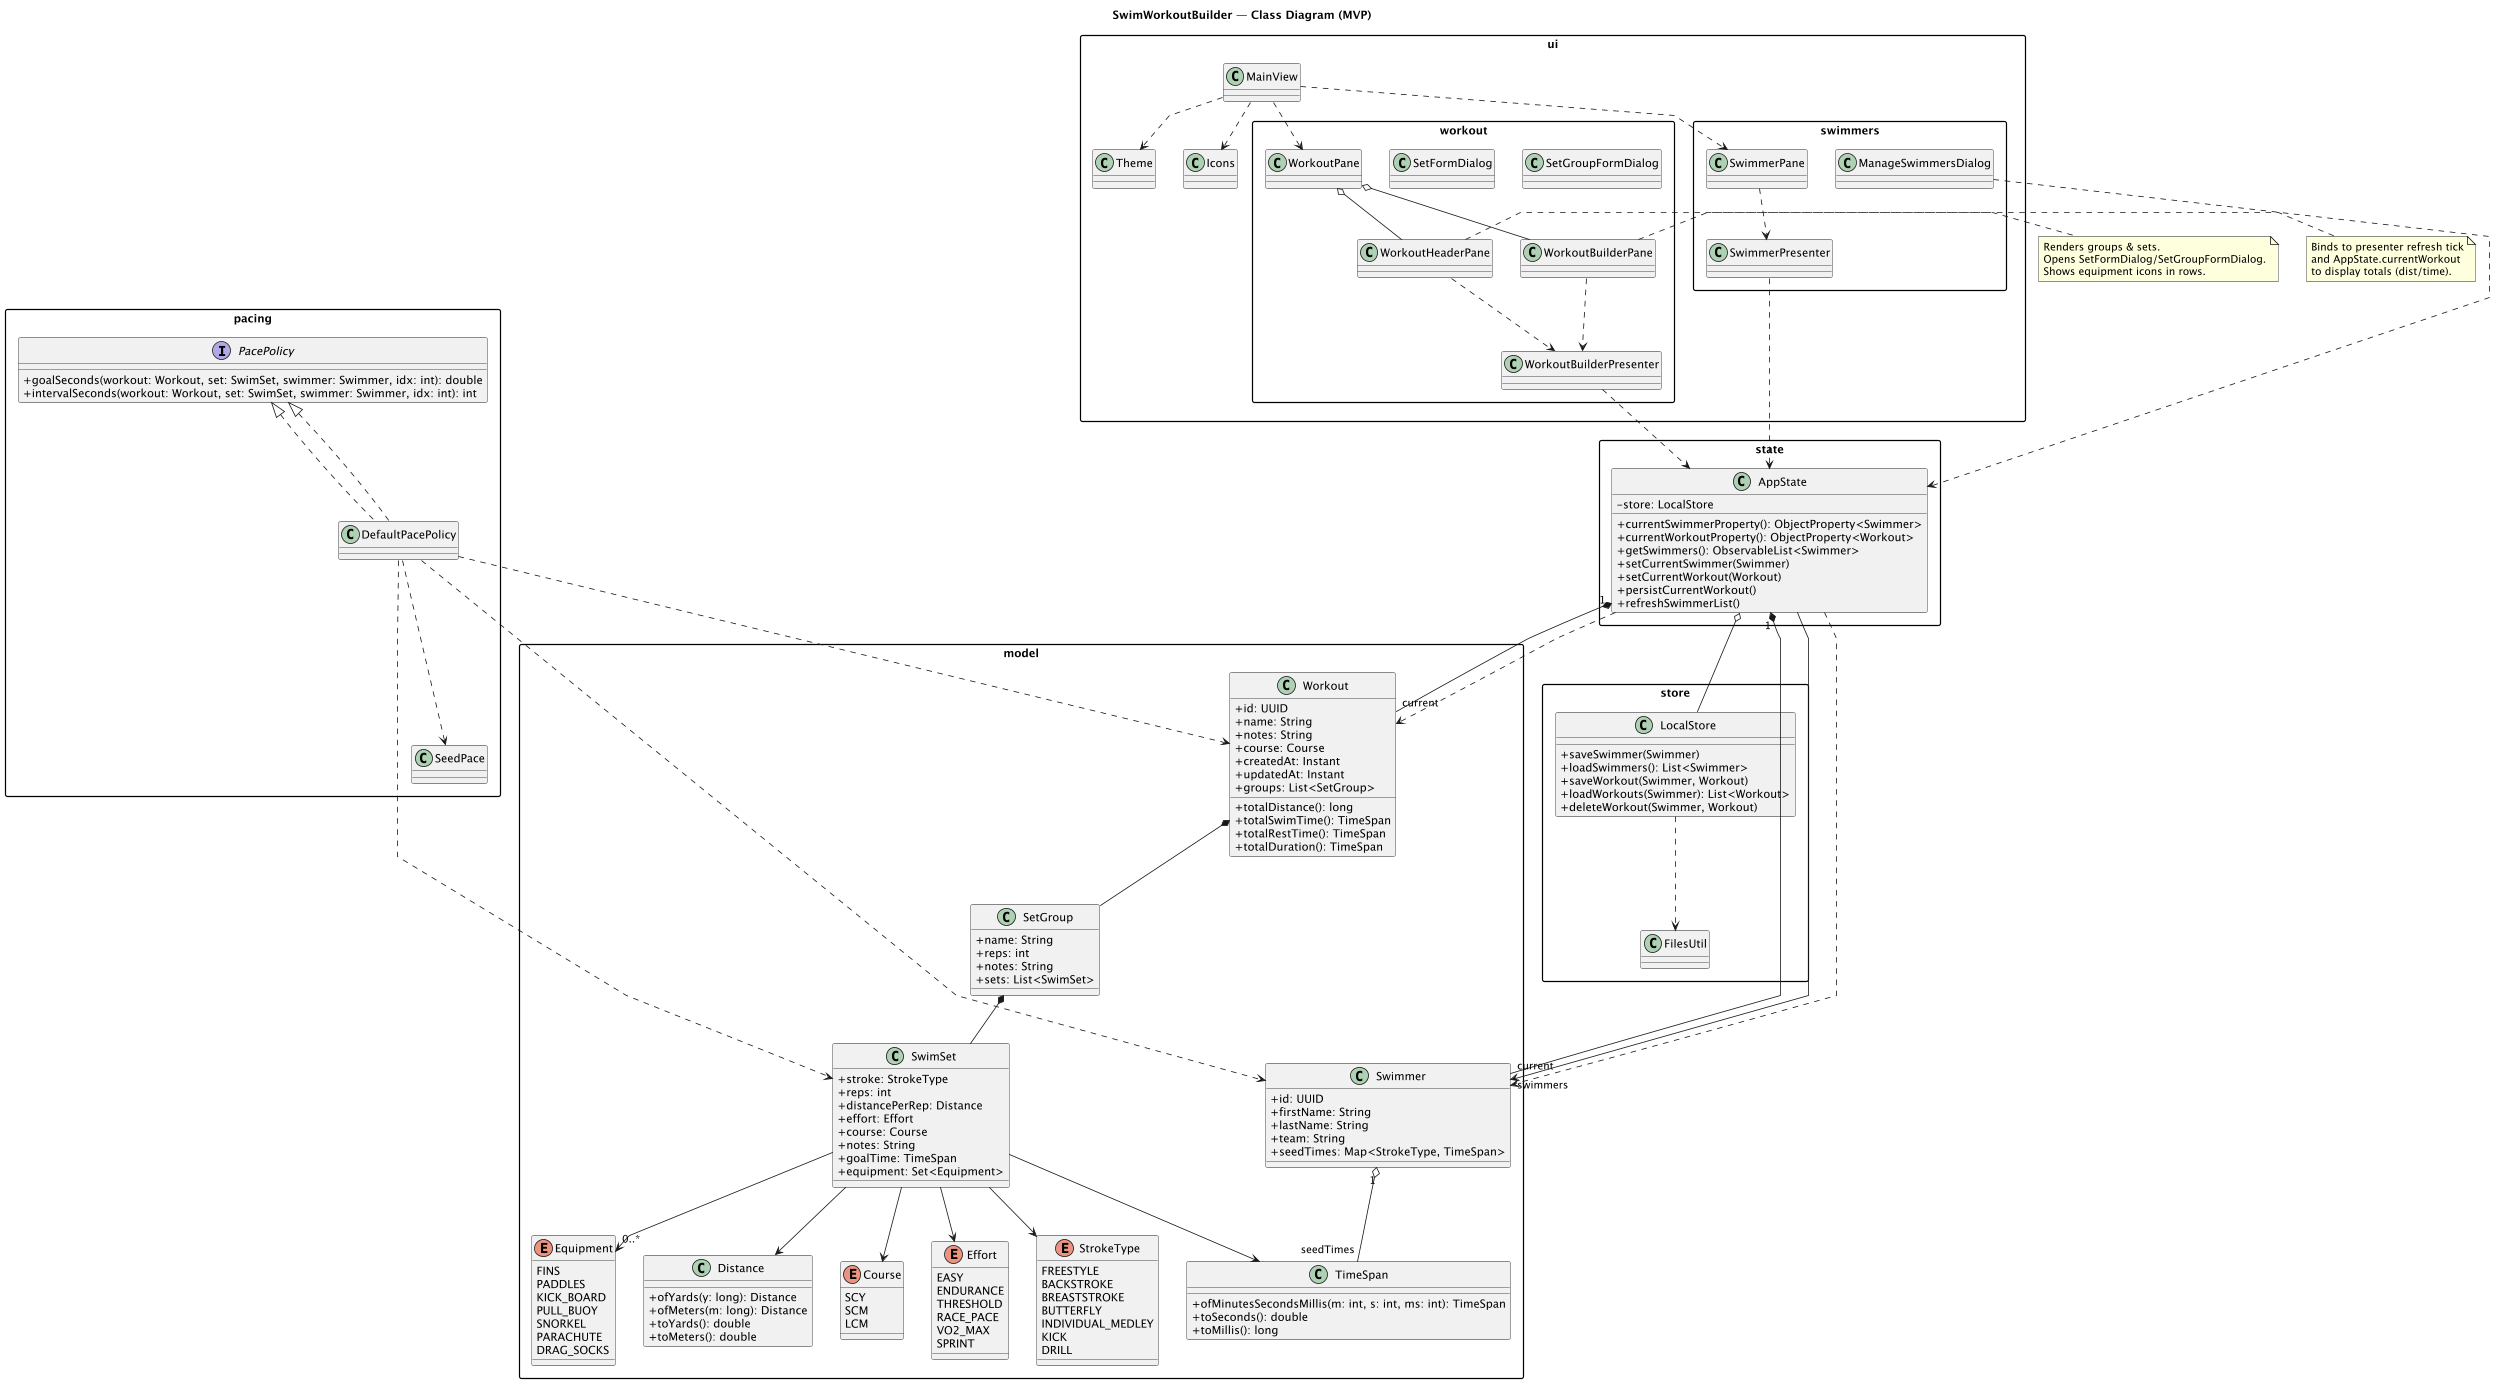 SwimWorkoutBuilder — Class Diagram (MVP)
ui
MainView
Theme
Icons
workout
WorkoutPane
SetFormDialog
SetGroupFormDialog
WorkoutHeaderPane
WorkoutBuilderPane
WorkoutBuilderPresenter
swimmers
SwimmerPane
ManageSwimmersDialog
SwimmerPresenter
Renders groups & sets.
Opens SetFormDialog/SetGroupFormDialog.
Shows equipment icons in rows.
Binds to presenter refresh tick
and AppState.currentWorkout
to display totals (dist/time).
pacing
PacePolicy
+goalSeconds(workout: Workout, set: SwimSet, swimmer: Swimmer, idx: int): double
+intervalSeconds(workout: Workout, set: SwimSet, swimmer: Swimmer, idx: int): int
DefaultPacePolicy
SeedPace
state
AppState
-store: LocalStore
+currentSwimmerProperty(): ObjectProperty<Swimmer>
+currentWorkoutProperty(): ObjectProperty<Workout>
+getSwimmers(): ObservableList<Swimmer>
+setCurrentSwimmer(Swimmer)
+setCurrentWorkout(Workout)
+persistCurrentWorkout()
+refreshSwimmerList()
1
1
model
Workout
+id: UUID
+name: String
+notes: String
+course: Course
+createdAt: Instant
+updatedAt: Instant
+groups: List<SetGroup>
+totalDistance(): long
+totalSwimTime(): TimeSpan
+totalRestTime(): TimeSpan
+totalDuration(): TimeSpan
current
store
LocalStore
+saveSwimmer(Swimmer)
+loadSwimmers(): List<Swimmer>
+saveWorkout(Swimmer, Workout)
+loadWorkouts(Swimmer): List<Workout>
+deleteWorkout(Swimmer, Workout)
FilesUtil
SetGroup
+name: String
+reps: int
+notes: String
+sets: List<SwimSet>
SwimSet
+stroke: StrokeType
+reps: int
+distancePerRep: Distance
+effort: Effort
+course: Course
+notes: String
+goalTime: TimeSpan
+equipment: Set<Equipment>
Swimmer
+id: UUID
+firstName: String
+lastName: String
+team: String
+seedTimes: Map<StrokeType, TimeSpan>
current
swimmers
1
seedTimes
0..*
Equipment
FINS
PADDLES
KICK_BOARD
PULL_BUOY
SNORKEL
PARACHUTE
DRAG_SOCKS
Distance
+ofYards(y: long): Distance
+ofMeters(m: long): Distance
+toYards(): double
+toMeters(): double
Course
SCY
SCM
LCM
Effort
EASY
ENDURANCE
THRESHOLD
RACE_PACE
VO2_MAX
SPRINT
StrokeType
FREESTYLE
BACKSTROKE
BREASTSTROKE
BUTTERFLY
INDIVIDUAL_MEDLEY
KICK
DRILL
TimeSpan
+ofMinutesSecondsMillis(m: int, s: int, ms: int): TimeSpan
+toSeconds(): double
+toMillis(): long